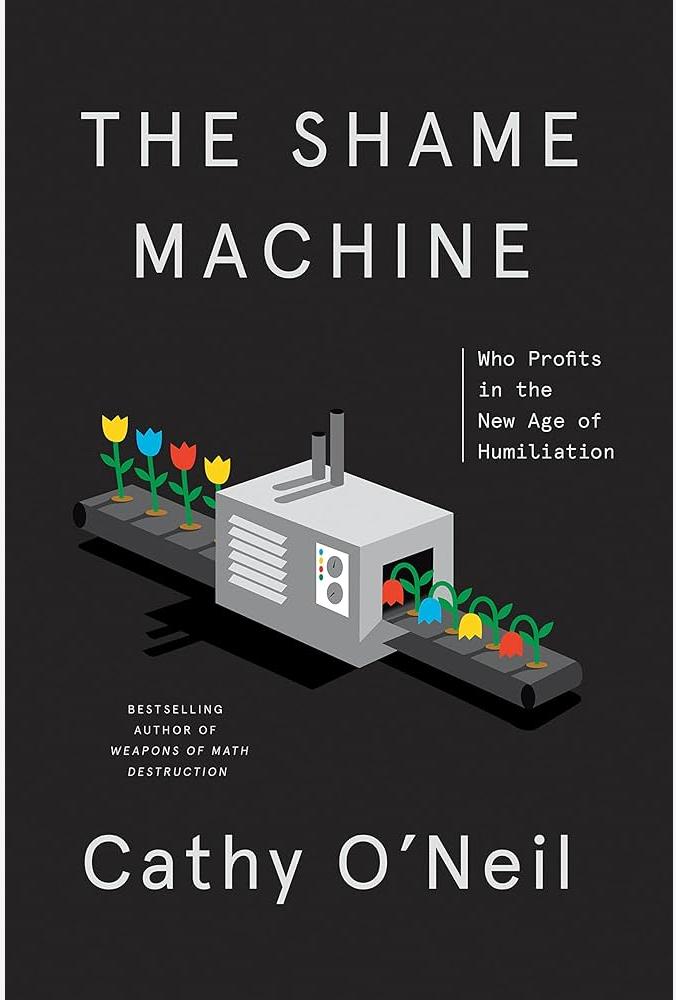 THE SHAME
MACHINE
Who Profits
in the
New Age of
Humiliation
BESTSELLING
AUTHOR OF
WEAPONS OF MATH
DESTRUCTION
Cathy O’Neil